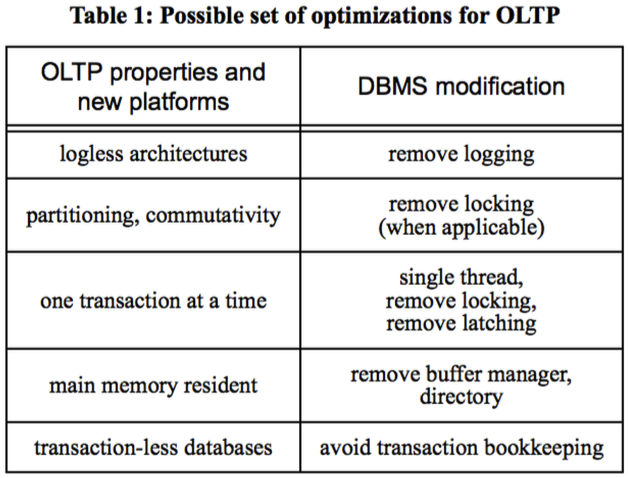 Table 1: Possible set of optimizations for OLTP
OLTP properties and
new platforms
DBMS modification
logless architectures
remove logging
partitioning, commutativity
remove locking
(when applicable)
one transaction at a time
single thread,
remove locking,
remove latching
main memory resident
remove buffer manager,
directory
transaction-less databases
avoid transaction bookkeeping